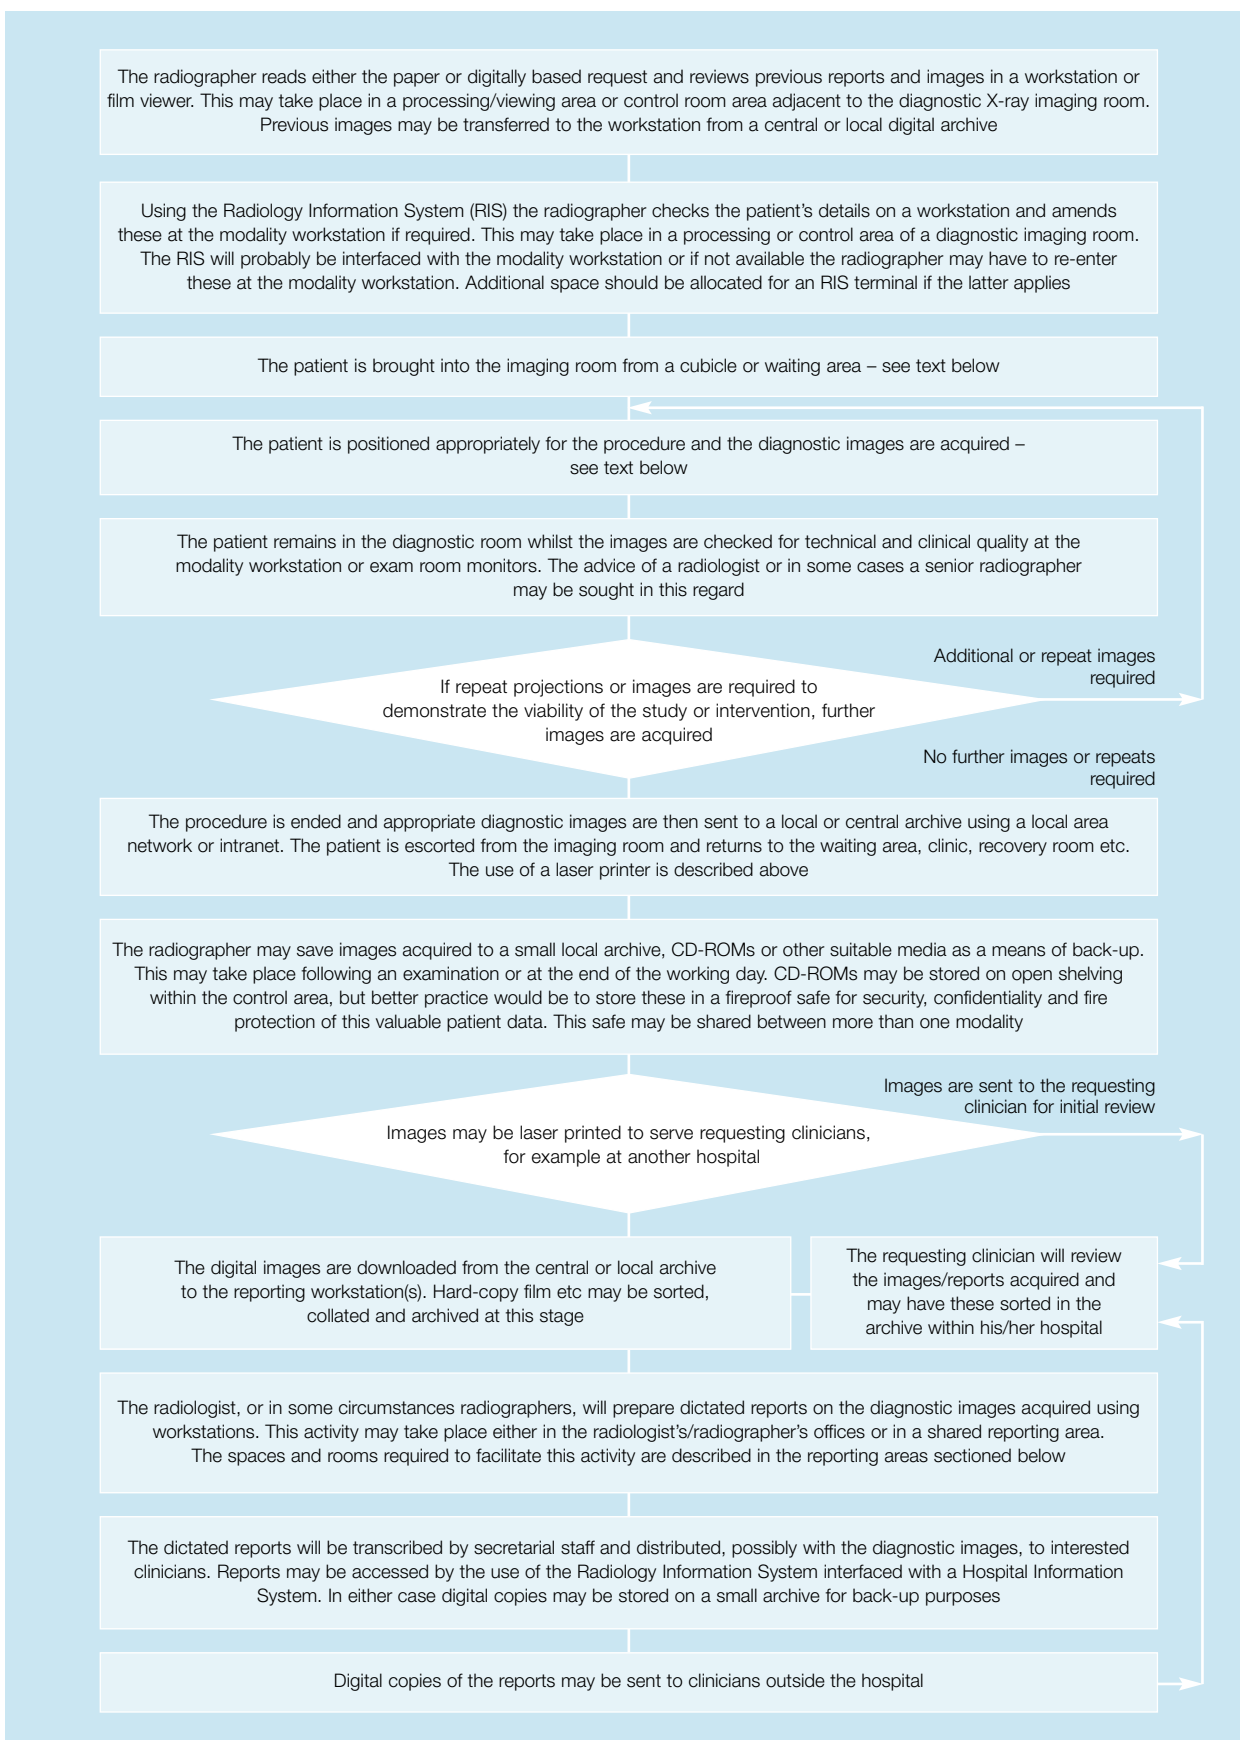 The radiographer reads either the paper or digitally based request and reviews previous reports and images in a workstation or
film viewer. This may take place in a processing/viewing area or control room area adjacent to the diagnostic X-ray imaging room.
Previous images may be transferred to the workstation from a central or local digital archive
Using the Radiology Information System (RIS) the radiographer checks the patient's details on a workstation and amends
these at the modality workstation if required. This may take place in a processing or control area of a diagnostic imaging room.
The RIS will probably be interfaced with the modality workstation or if not available the radiographer may have to re-enter
these at the modality workstation. Additional space should be allocated for an RIS terminal if the latter applies
The patient is brought into the imaging room from a cubicle or waiting area – see text below
The patient is positioned appropriately for the procedure and the diagnostic images are acquired –
see text below
The patient remains in the diagnostic room whilst the images are checked for technical and clinical quality at the
modality workstation or exam room monitors. The advice of a radiologist or in some cases a senior radiographer
may be sought in this regard
Additional or repeat images
required
If repeat projections or images are required to
demonstrate the viability of the study or intervention, further
images are acquired
No further images or repeats
required
The procedure is ended and appropriate diagnostic images are then sent to a local or central archive using a local area
network or intranet. The patient is escorted from the imaging room and returns to the waiting area, clinic, recovery room etc.
The use of a laser printer is described above
The radiographer may save images acquired to a small local archive, CD-ROMs or other suitable media as a means of back-up.
This may take place following an examination or at the end of the working day. CD-ROMs may be stored on open shelving
within the control area, but better practice would be to store these in a fireproof safe for security, confidentiality and fire
protection of this valuable patient data. This safe may be shared between more than one modality
Images are sent to the requesting
clinician for initial review
Images may be laser printed to serve requesting clinicians,
for example at another hospital
The digital images are downloaded from the central or local archive
to the reporting workstation(s). Hard-copy film etc may be sorted,
collated and archived at this stage
The requesting clinician will review
the images/reports acquired and
may have these sorted in the
archive within his/her hospital
The radiologist, or in some circumstances radiographers, will prepare dictated reports on the diagnostic images acquired using
workstations. This activity may take place either in the radiologist's/radiographer's offices or in a shared reporting area.
The spaces and rooms required to facilitate this activity are described in the reporting areas sectioned below
The dictated reports will be transcribed by secretarial staff and distributed, possibly with the diagnostic images, to interested
clinicians. Reports may be accessed by the use of the Radiology Information System interfaced with a Hospital Information
System. In either case digital copies may be stored on a small archive for back-up purposes
Digital copies of the reports may be sent to clinicians outside the hospital